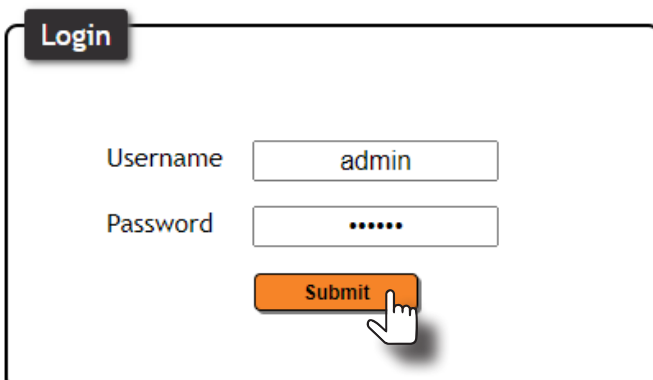 Login
Username admin
Password ••••••
Submit